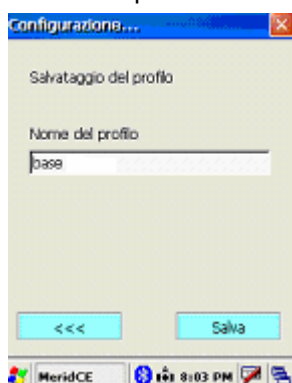 Configurazione...
Salvataggio del profilo
Nome del profilo
base
<<< Salva
MeridCE 8:03 PM